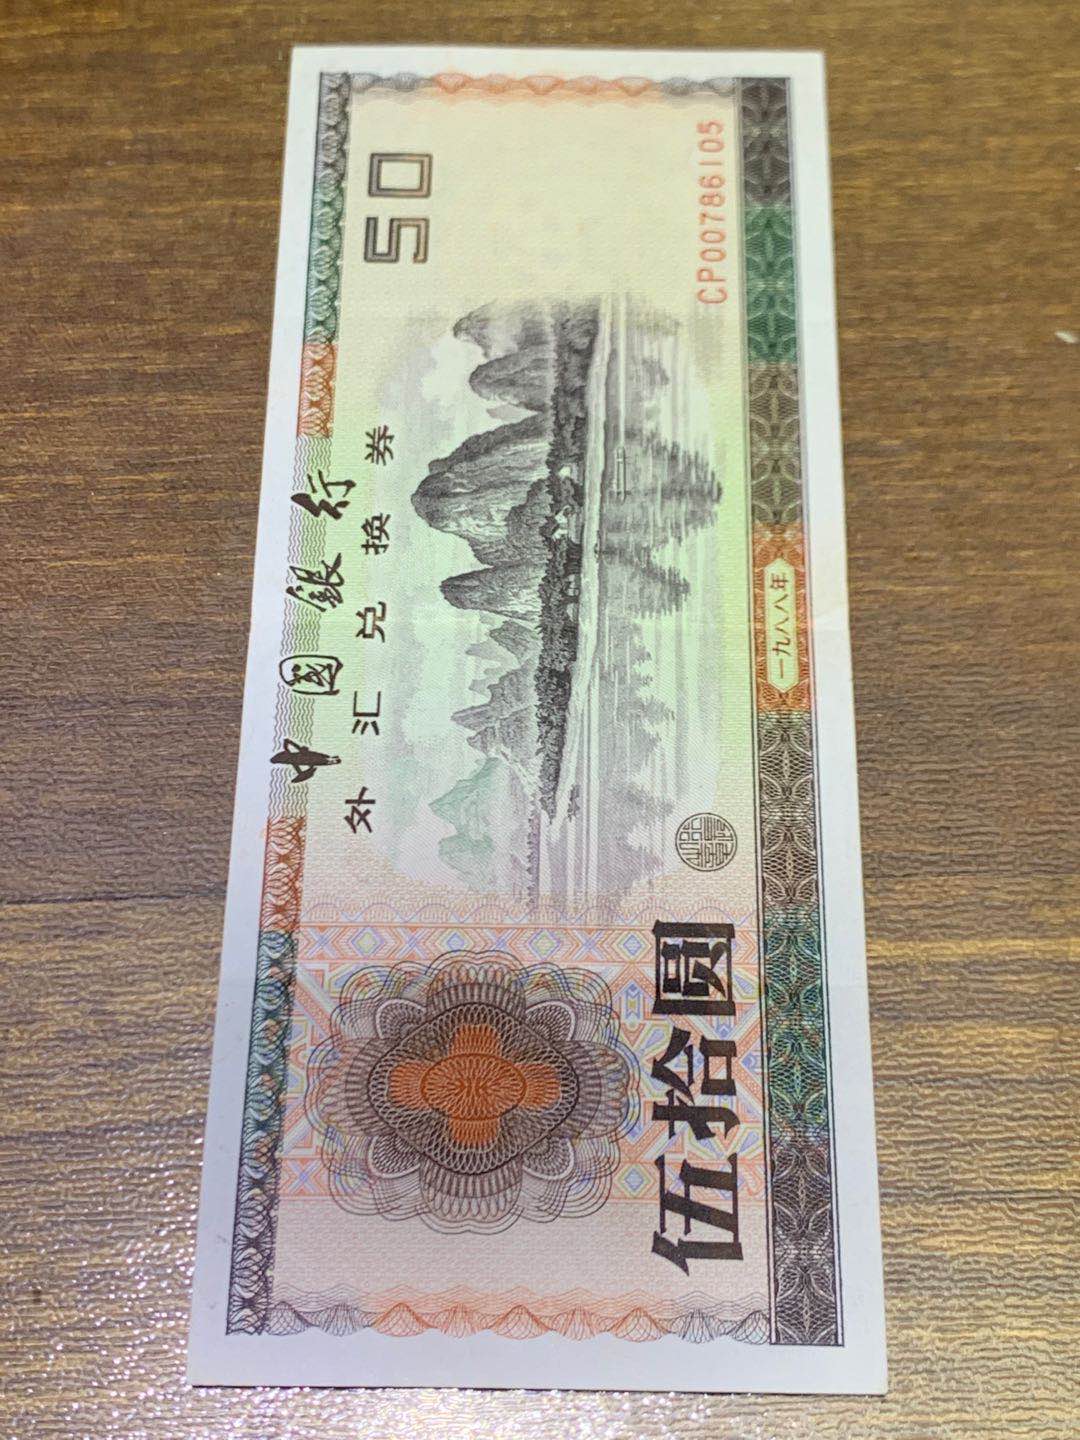 中國銀行
外汇兑换券
50
CP00786105
伍拾圆
一九八八年